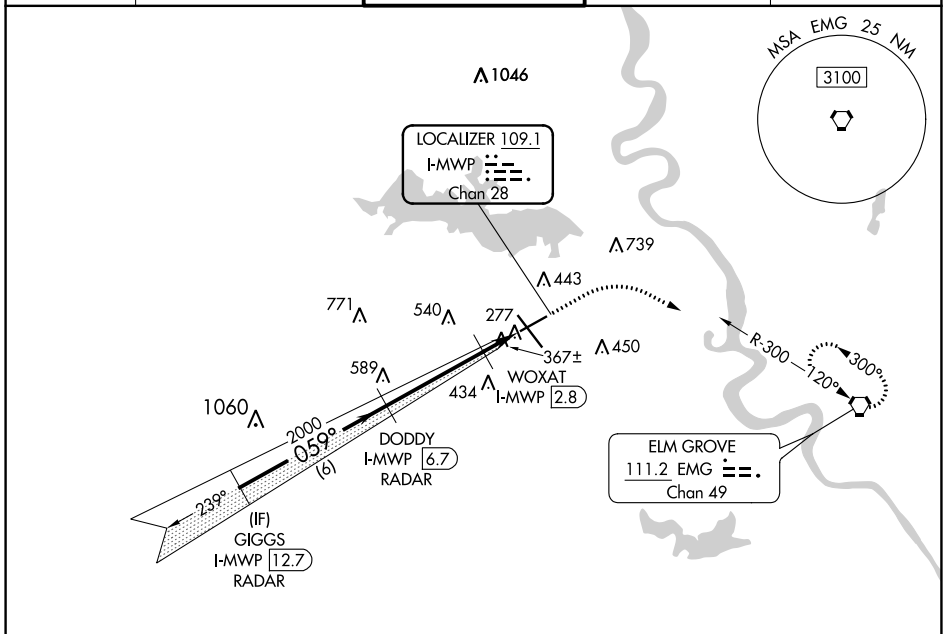 MSA EMG 25 NM
3100
1046
LOCALIZER 109.1
I-MWP
Chan 28
739
443
771
540
277
R-300
120°
300°
367±
450
589
434
WOXAT
I-MWP 2.8
1060
2000
059°
(6)
DODDY
I-MWP 6.7
RADAR
ELM GROVE
111.2 EMG
Chan 49
239°
(IF)
GIGGS
I-MWP 12.7
RADAR